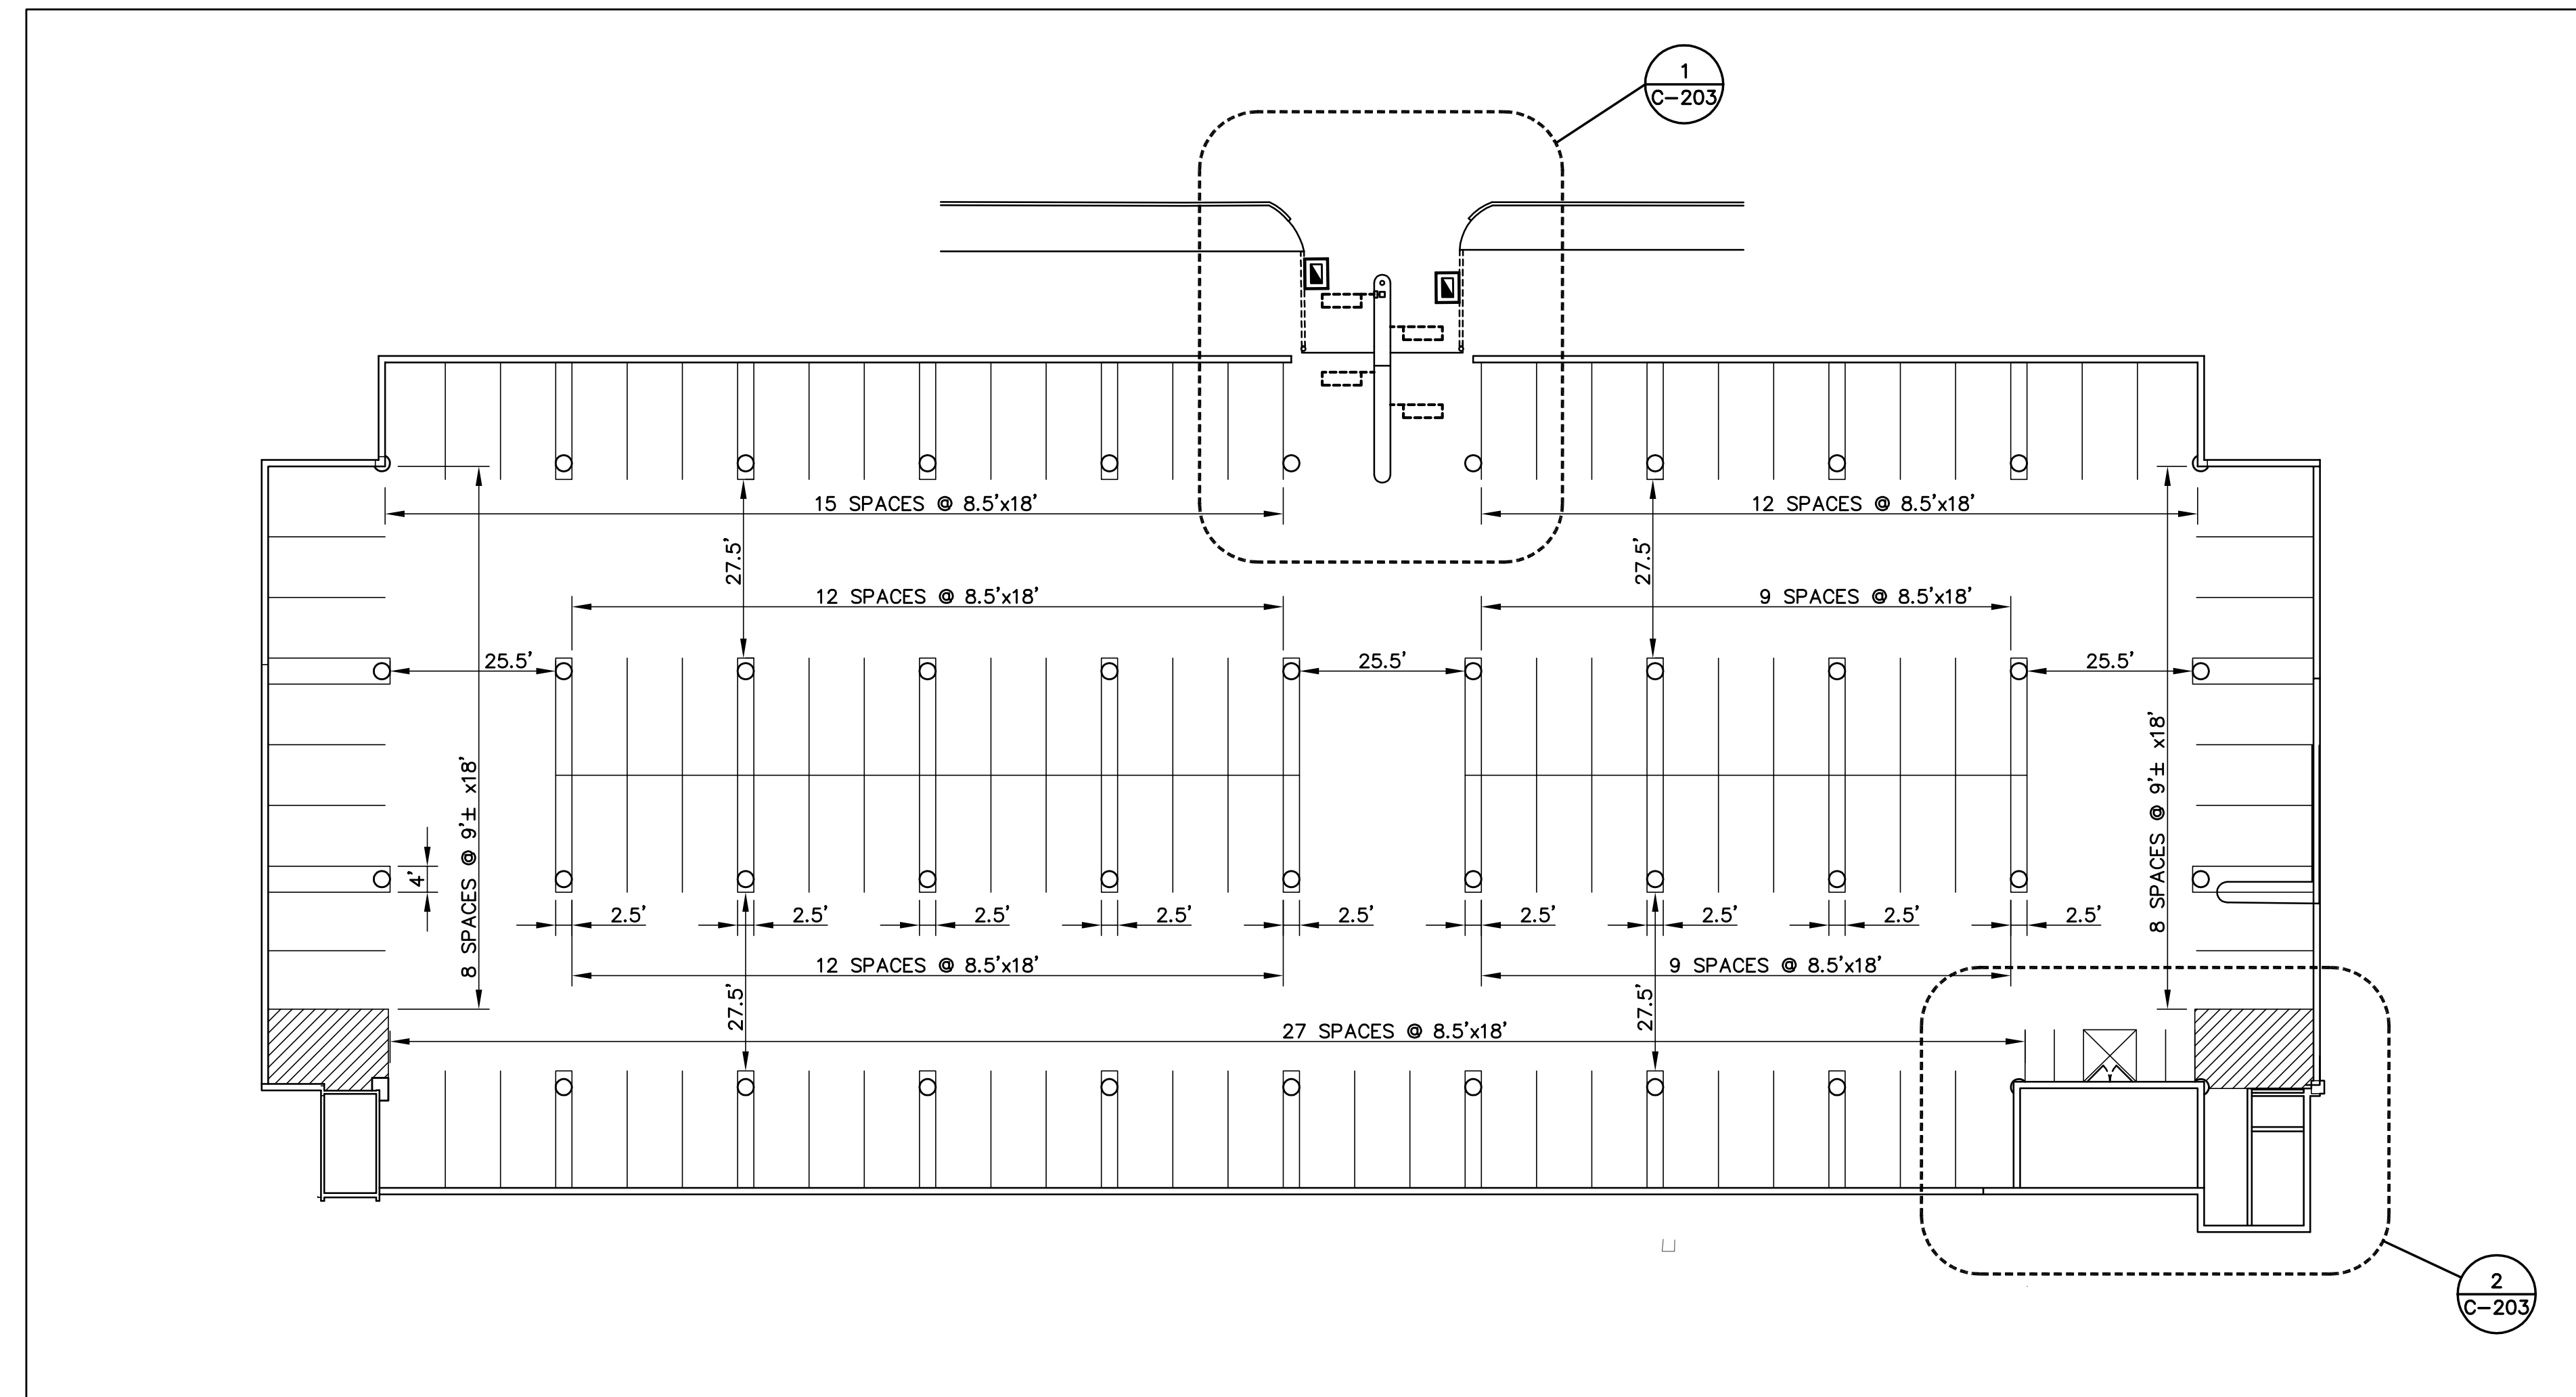 1
C-203
15 SPACES @ 8.5'x18'
12 SPACES @ 8.5'x18'
27.5'
27.5'
12 SPACES @ 8.5'x18'
9 SPACES @ 8.5'x18'
25.5'
25.5'
25.5'
8 SPACES @ 9'± x18'
8 SPACES @ 9'± x18'
4'
2.5'
2.5'
2.5'
2.5'
2.5'
2.5'
2.5'
2.5'
2.5'
12 SPACES @ 8.5'x18'
9 SPACES @ 8.5'x18'
27.5'
27.5'
27 SPACES @ 8.5'x18'
2
C-203